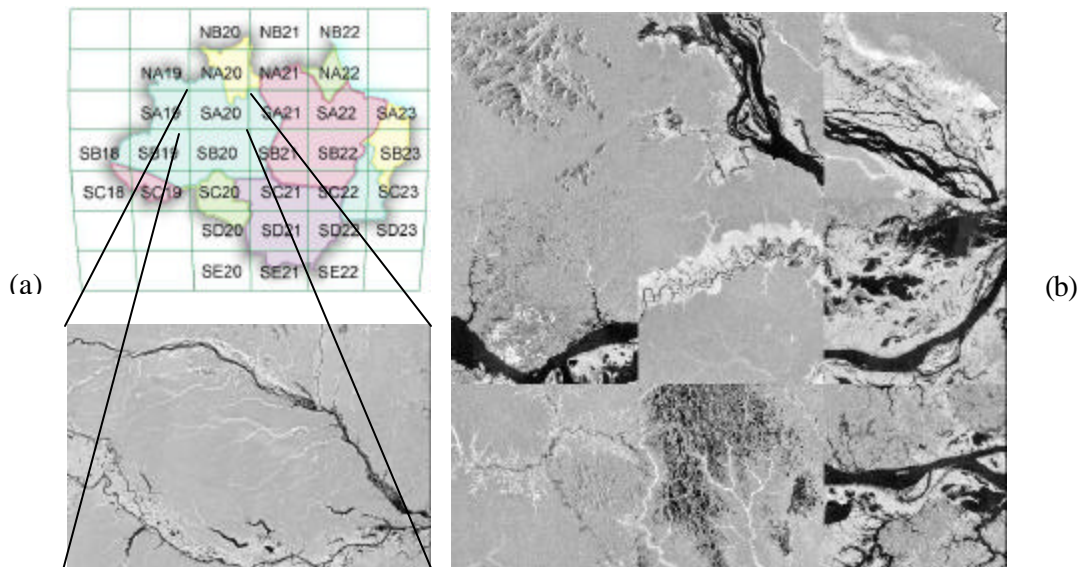 NB20 NB21 NB22
NA19 NA20 NA21 NA22
SA19 SA20 SA21 SA22 SA23
SB18 SB19 SB20 SB21 SB22 SB23
SC18 SC19 SC20 SC21 SC22 SC23
SD20 SD21 SD22 SD23
SE20 SE21 SE22
(a)
(b)